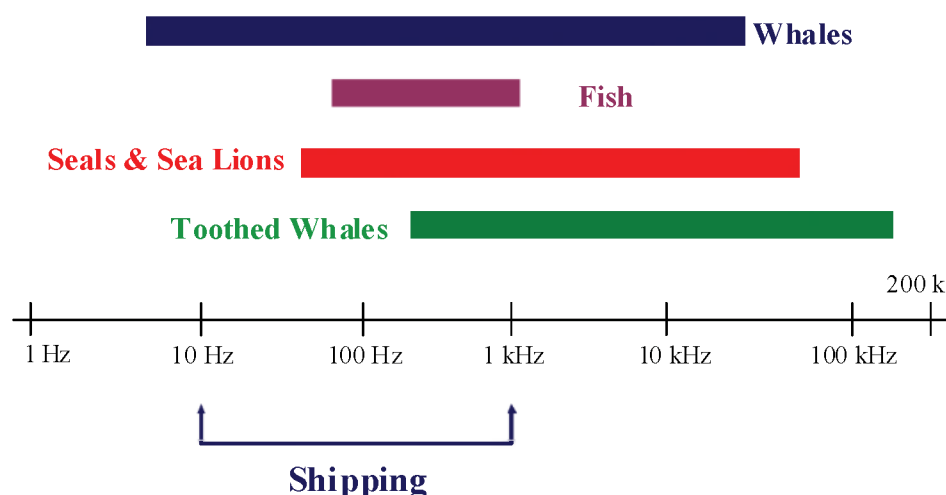 Whales
Fish
Seals & Sea Lions
Toothed Whales
200 k
1 Hz
10 Hz
100 Hz
1 kHz
10 kHz
100 kHz
Shipping